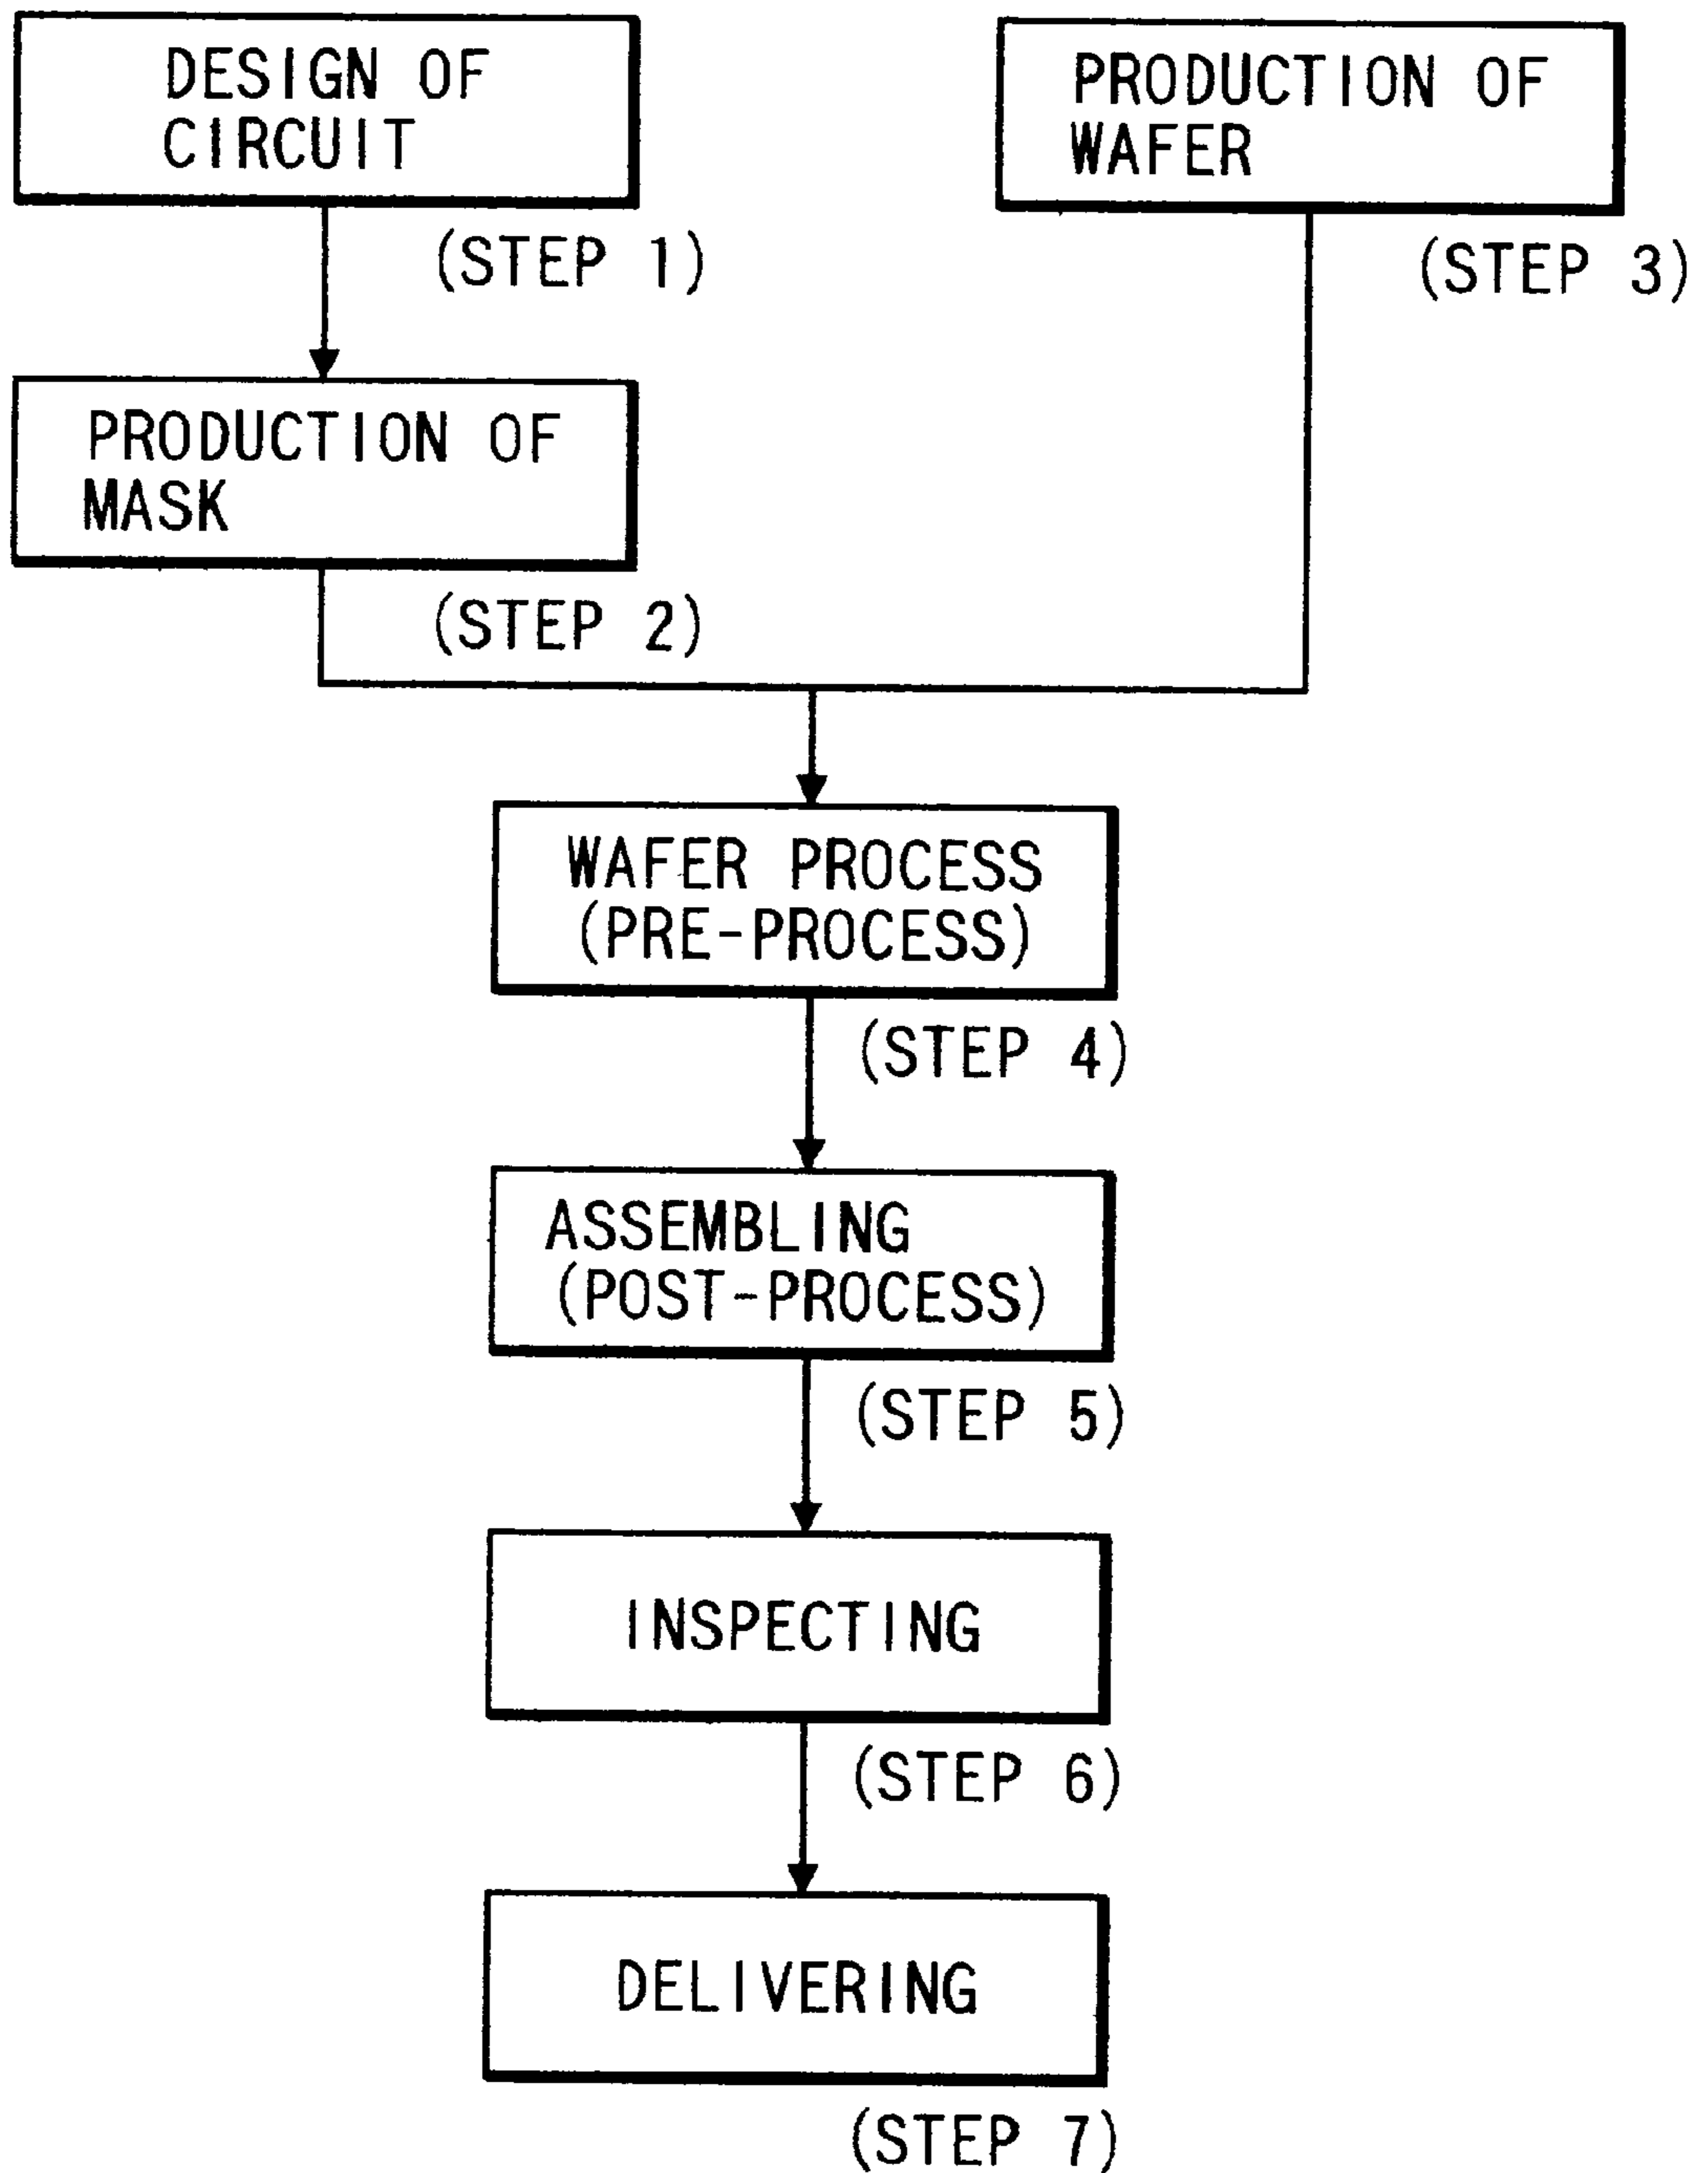 DESIGN OF
CIRCUIT
(STEP 1)
PRODUCTION OF
WAFER
(STEP 3)
PRODUCTION OF
MASK
(STEP 2)
WAFER PROCESS
(PRE-PROCESS)
(STEP 4)
ASSEMBLING
(POST-PROCESS)
(STEP 5)
INSPECTING
(STEP 6)
DELIVERING
(STEP 7)